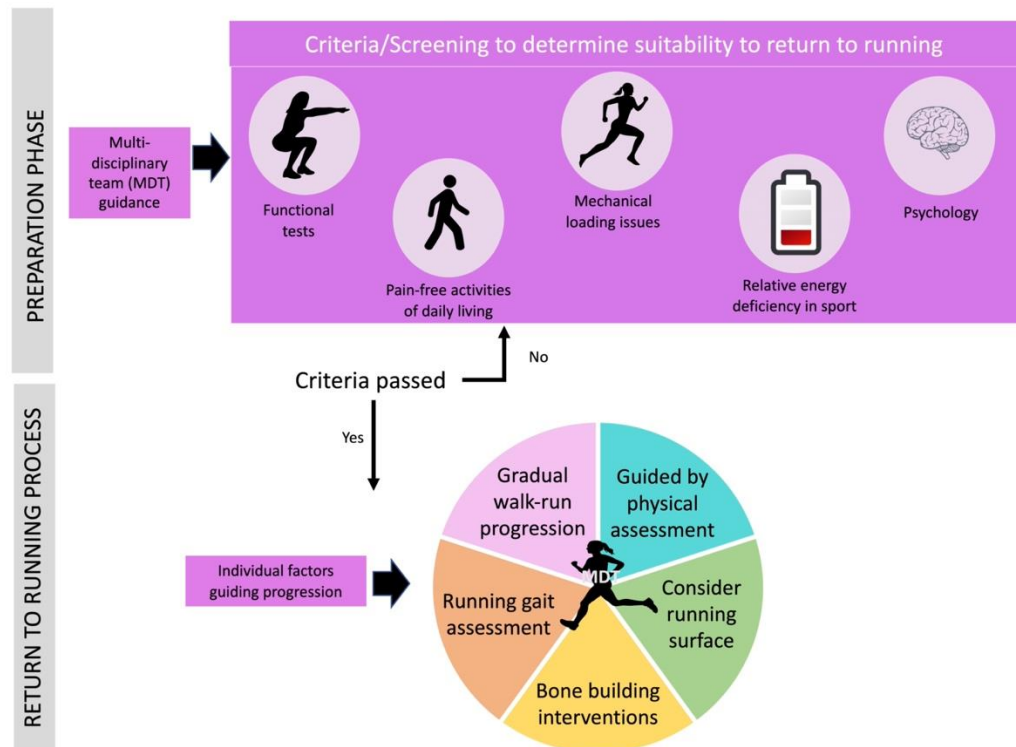 PREPARATION PHASE
Criteria/Screening to determine suitability to return to running
Multi-
disciplinary
team (MDT)
guidance
Functional
tests
Pain-free activities
of daily living
Mechanical
loading issues
Relative energy
deficiency in sport
Psychology
Criteria passed
No
Yes
RETURN TO RUNNING PROCESS
Individual factors
guiding progression
Gradual
walk-run
progression
Guided by
physical
assessment
Running gait
assessment
MDT
Consider
running
surface
Bone building
interventions